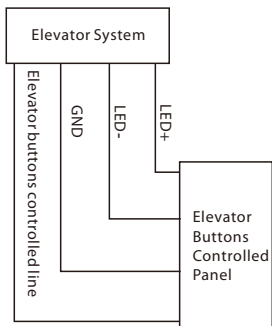 Elevator System
Elevator buttons controlled line
GND
LED-
LED+
Elevator
Buttons
Controlled
Panel